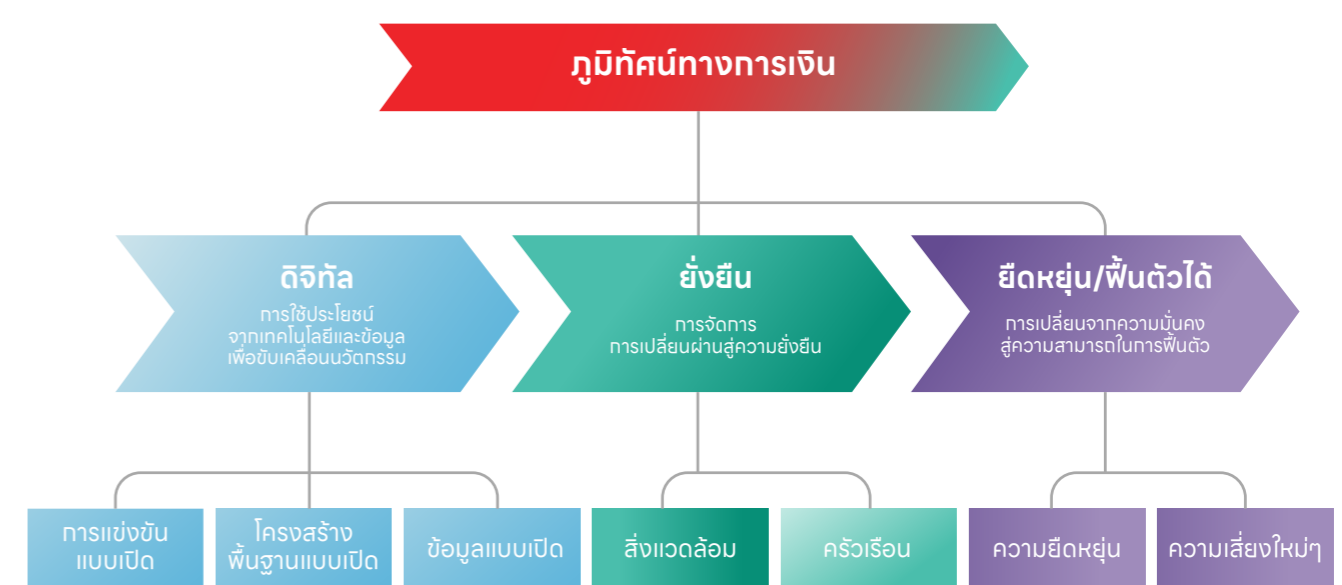 ภูมิทัศน์ทางการเงิน
ดิจิทัล
การใช้ประโยชน์
จากเทคโนโลยีและข้อมูล
เพื่อขับเคลื่อนนวัตกรรม
ยั่งยืน
การจัดการ
การเปลี่ยนผ่านสู่ความยั่งยืน
ยืดหยุ่น/ฟื้นตัวได้
การเปลี่ยนจากความมั่นคง
สู่ความสามารถในการฟื้นตัว
การแข่งขัน
แบบเปิด
โครงสร้าง
พื้นฐานแบบเปิด
ข้อมูลแบบเปิด
สิ่งแวดล้อม
ครัวเรือน
ความยืดหยุ่น
ความเสี่ยงใหม่ๆ